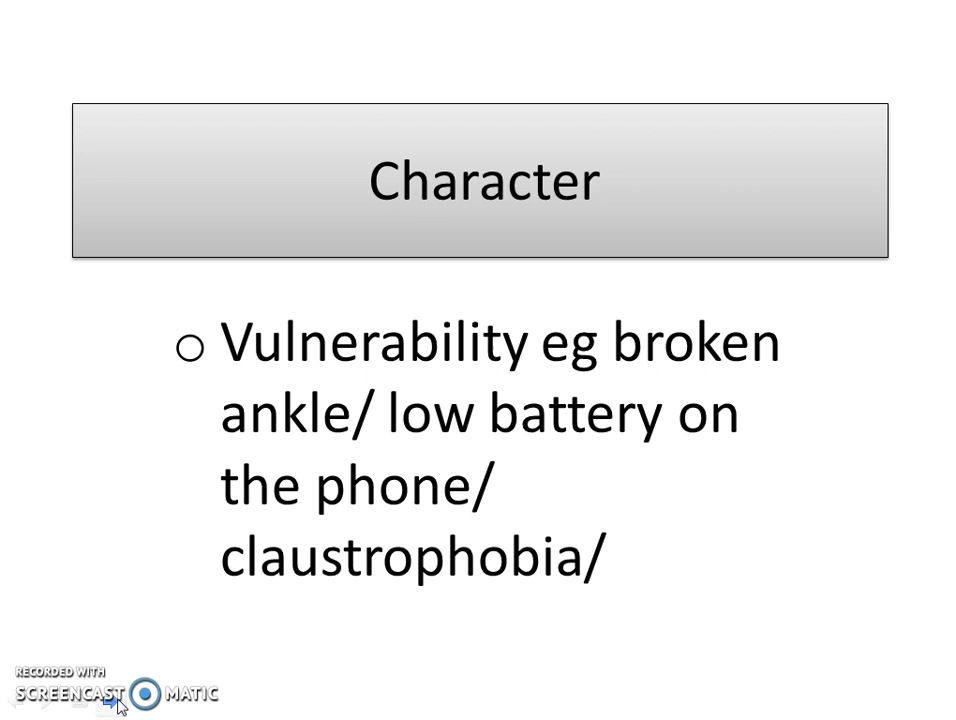 Character
o Vulnerability eg broken
ankle/ low battery on
the phone/
claustrophobia/
RECORDED WITH
SCREENCAST MATIC